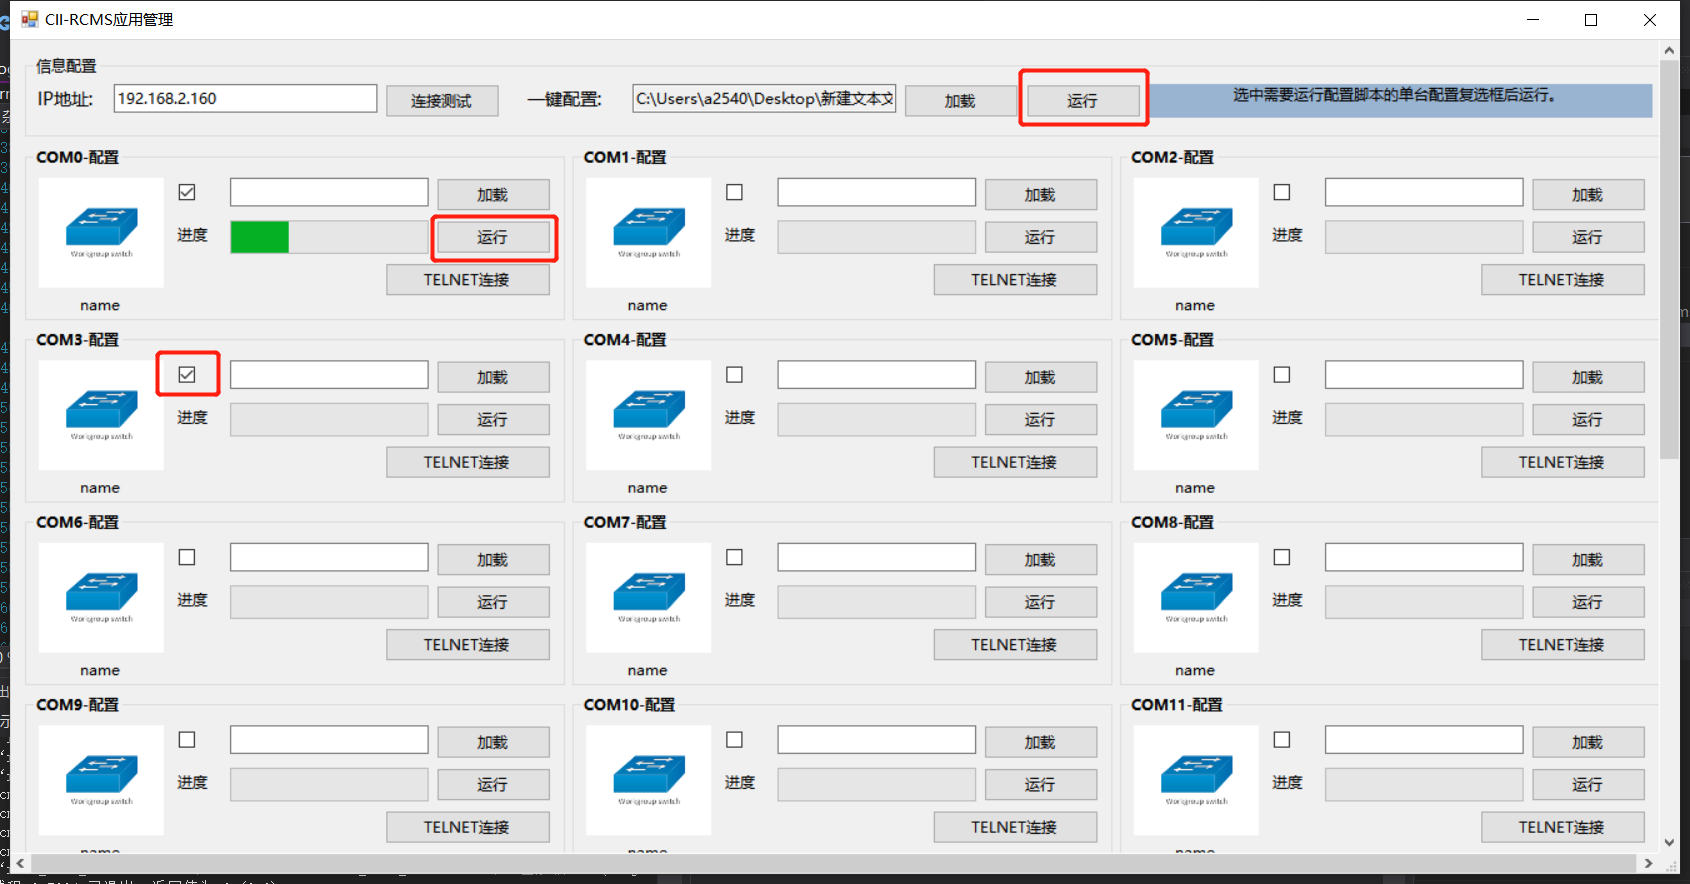 CII-RCMS应用管理
信息配置
IP地址: 192.168.2.160 连接测试 一键配置: C:\Users\a2540\Desktop\新建文本文 加载 运行 选中需要运行配置脚本的单台配置复选框后运行。
COM0-配置 COM1-配置 COM2-配置
加载 加载 加载
进度 运行 进度 运行 进度 运行
Workgroup switch Workgroup switch Workgroup switch
TELNET连接 TELNET连接 TELNET连接
name name name
COM3-配置 COM4-配置 COM5-配置
加载 加载 加载
进度 运行 进度 运行 进度 运行
Workgroup switch Workgroup switch Workgroup switch
TELNET连接 TELNET连接 TELNET连接
name name name
COM6-配置 COM7-配置 COM8-配置
加载 加载 加载
进度 运行 进度 运行 进度 运行
Workgroup switch Workgroup switch Workgroup switch
TELNET连接 TELNET连接 TELNET连接
name name name
COM9-配置 COM10-配置 COM11-配置
加载 加载 加载
进度 运行 进度 运行 进度 运行
Workgroup switch Workgroup switch Workgroup switch
TELNET连接 TELNET连接 TELNET连接